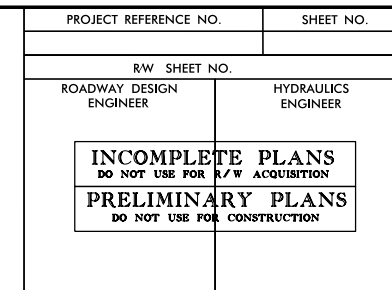 PROJECT REFERENCE NO. SHEET NO.
R/W SHEET NO.
ROADWAY DESIGN ENGINEER
HYDRAULICS ENGINEER
INCOMPLETE PLANS
DO NOT USE FOR R/W ACQUISITION
PRELIMINARY PLANS
DO NOT USE FOR CONSTRUCTION